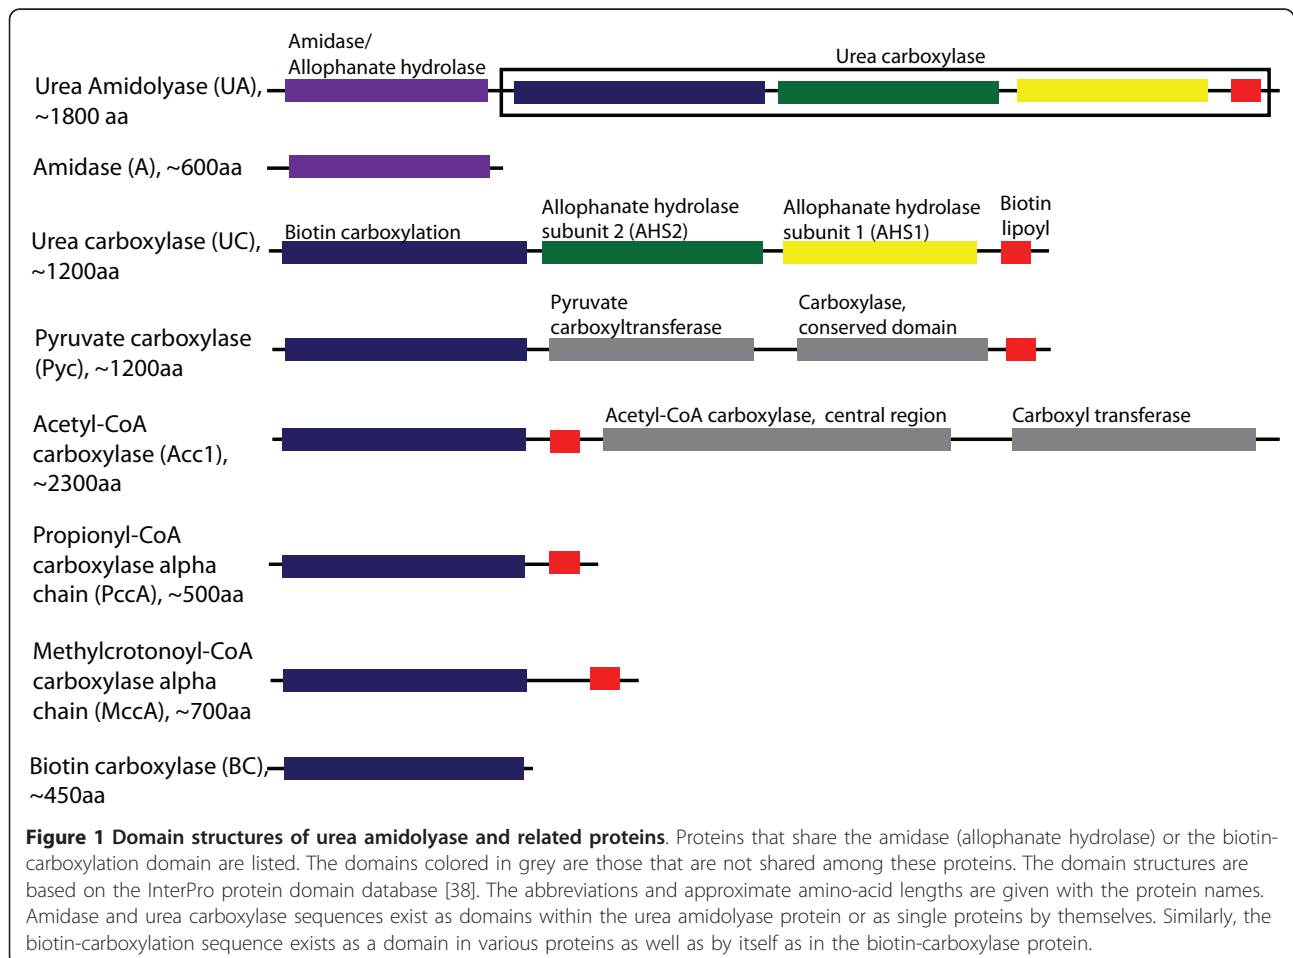 Amidase/
Allophanate hydrolase
Urea carboxylase
Urea Amidolyase (UA),
~1800 aa
Amidase (A), ~600aa
Urea carboxylase (UC),
~1200aa
Biotin carboxylation
Allophanate hydrolase
subunit 2 (AHS2)
Allophanate hydrolase
subunit 1 (AHS1)
Biotin
lipoyl
Pyruvate carboxylase
(Pyc), ~1200aa
Pyruvate
carboxyltransferase
Carboxylase,
conserved domain
Acetyl-CoA
carboxylase (Acc1),
~2300aa
Acetyl-CoA carboxylase, central region
Carboxyl transferase
Propionyl-CoA
carboxylase alpha
chain (PccA), ~500aa
Methylcrotonoyl-CoA
carboxylase alpha
chain (MccA), ~700aa
Biotin carboxylase (BC),
~450aa
Figure 1 Domain structures of urea amidolyase and related proteins. Proteins that share the amidase (allophanate hydrolase) or the biotin-
carboxylation domain are listed. The domains colored in grey are those that are not shared among these proteins. The domain structures are
based on the InterPro protein domain database [38]. The abbreviations and approximate amino-acid lengths are given with the protein names.
Amidase and urea carboxylase sequences exist as domains within the urea amidolyase protein or as single proteins by themselves. Similarly, the
biotin-carboxylation sequence exists as a domain in various proteins as well as by itself as in the biotin-carboxylase protein.